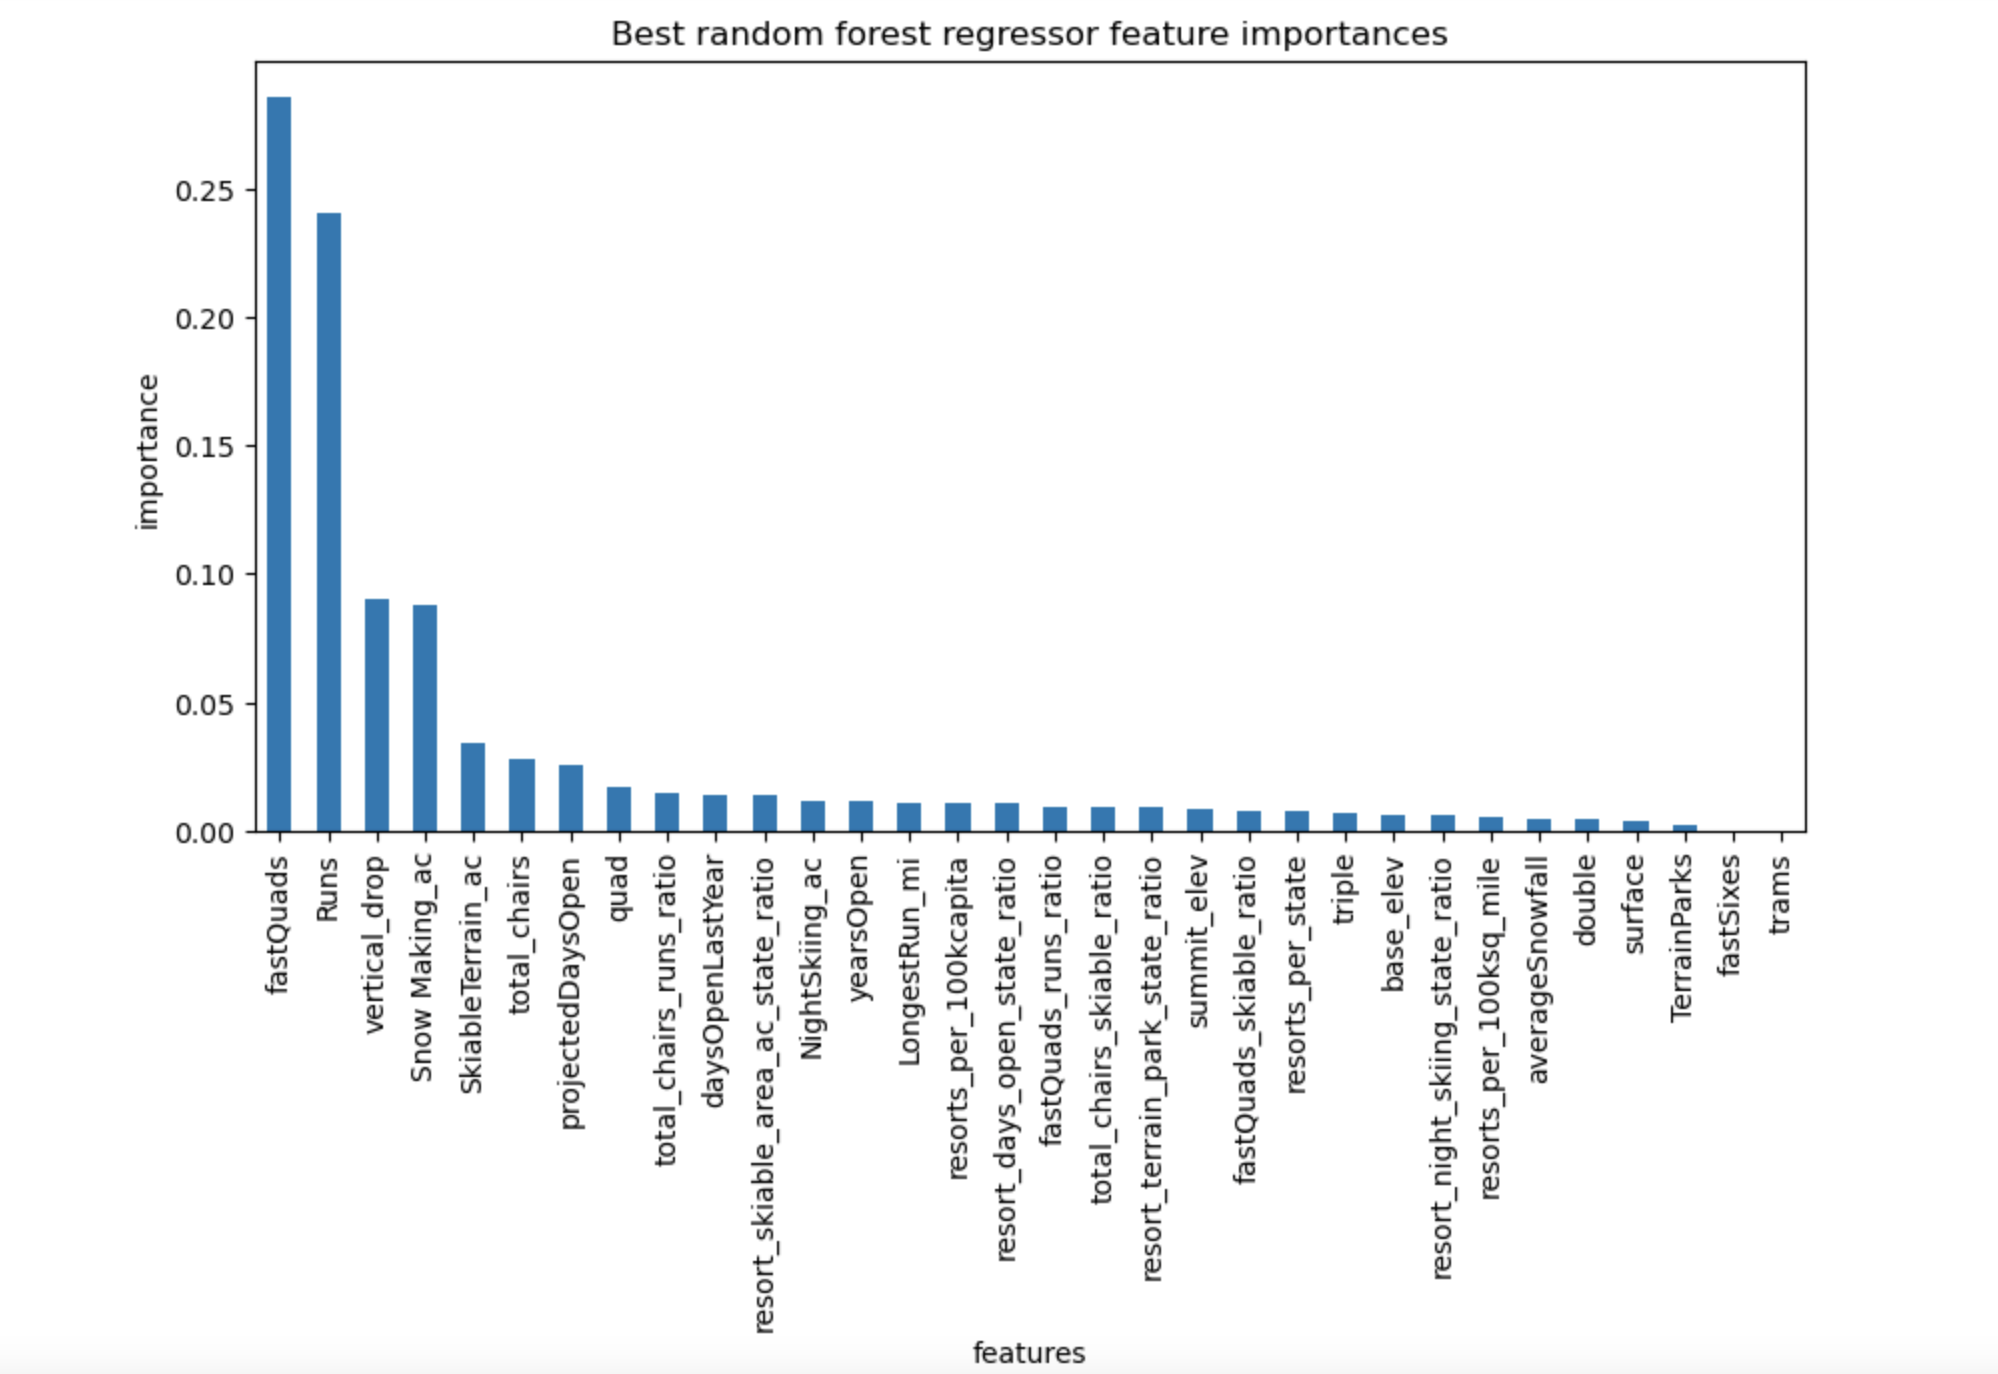 Best random forest regressor feature importances
importance
0.25
0.20
0.15
0.10
0.05
0.00
fastQuads
Runs
vertical_drop
Snow Making_ac
SkiableTerrain_ac
total_chairs
projectedDaysOpen
quad
total_chairs_runs_ratio
daysOpenLastYear
resort_skiable_area_ac_state_ratio
NightSkiing_ac
yearsOpen
LongestRun_mi
resorts_per_100kcapita
resort_days_open_state_ratio
fastQuads_runs_ratio
total_chairs_skiable_ratio
resort_terrain_park_state_ratio
summit_elev
fastQuads_skiable_ratio
resorts_per_state
triple
base_elev
resort_night_skiing_state_ratio
resorts_per_100ksq_mile
averageSnowfall
double
surface
TerrainParks
fastSixes
trams
features